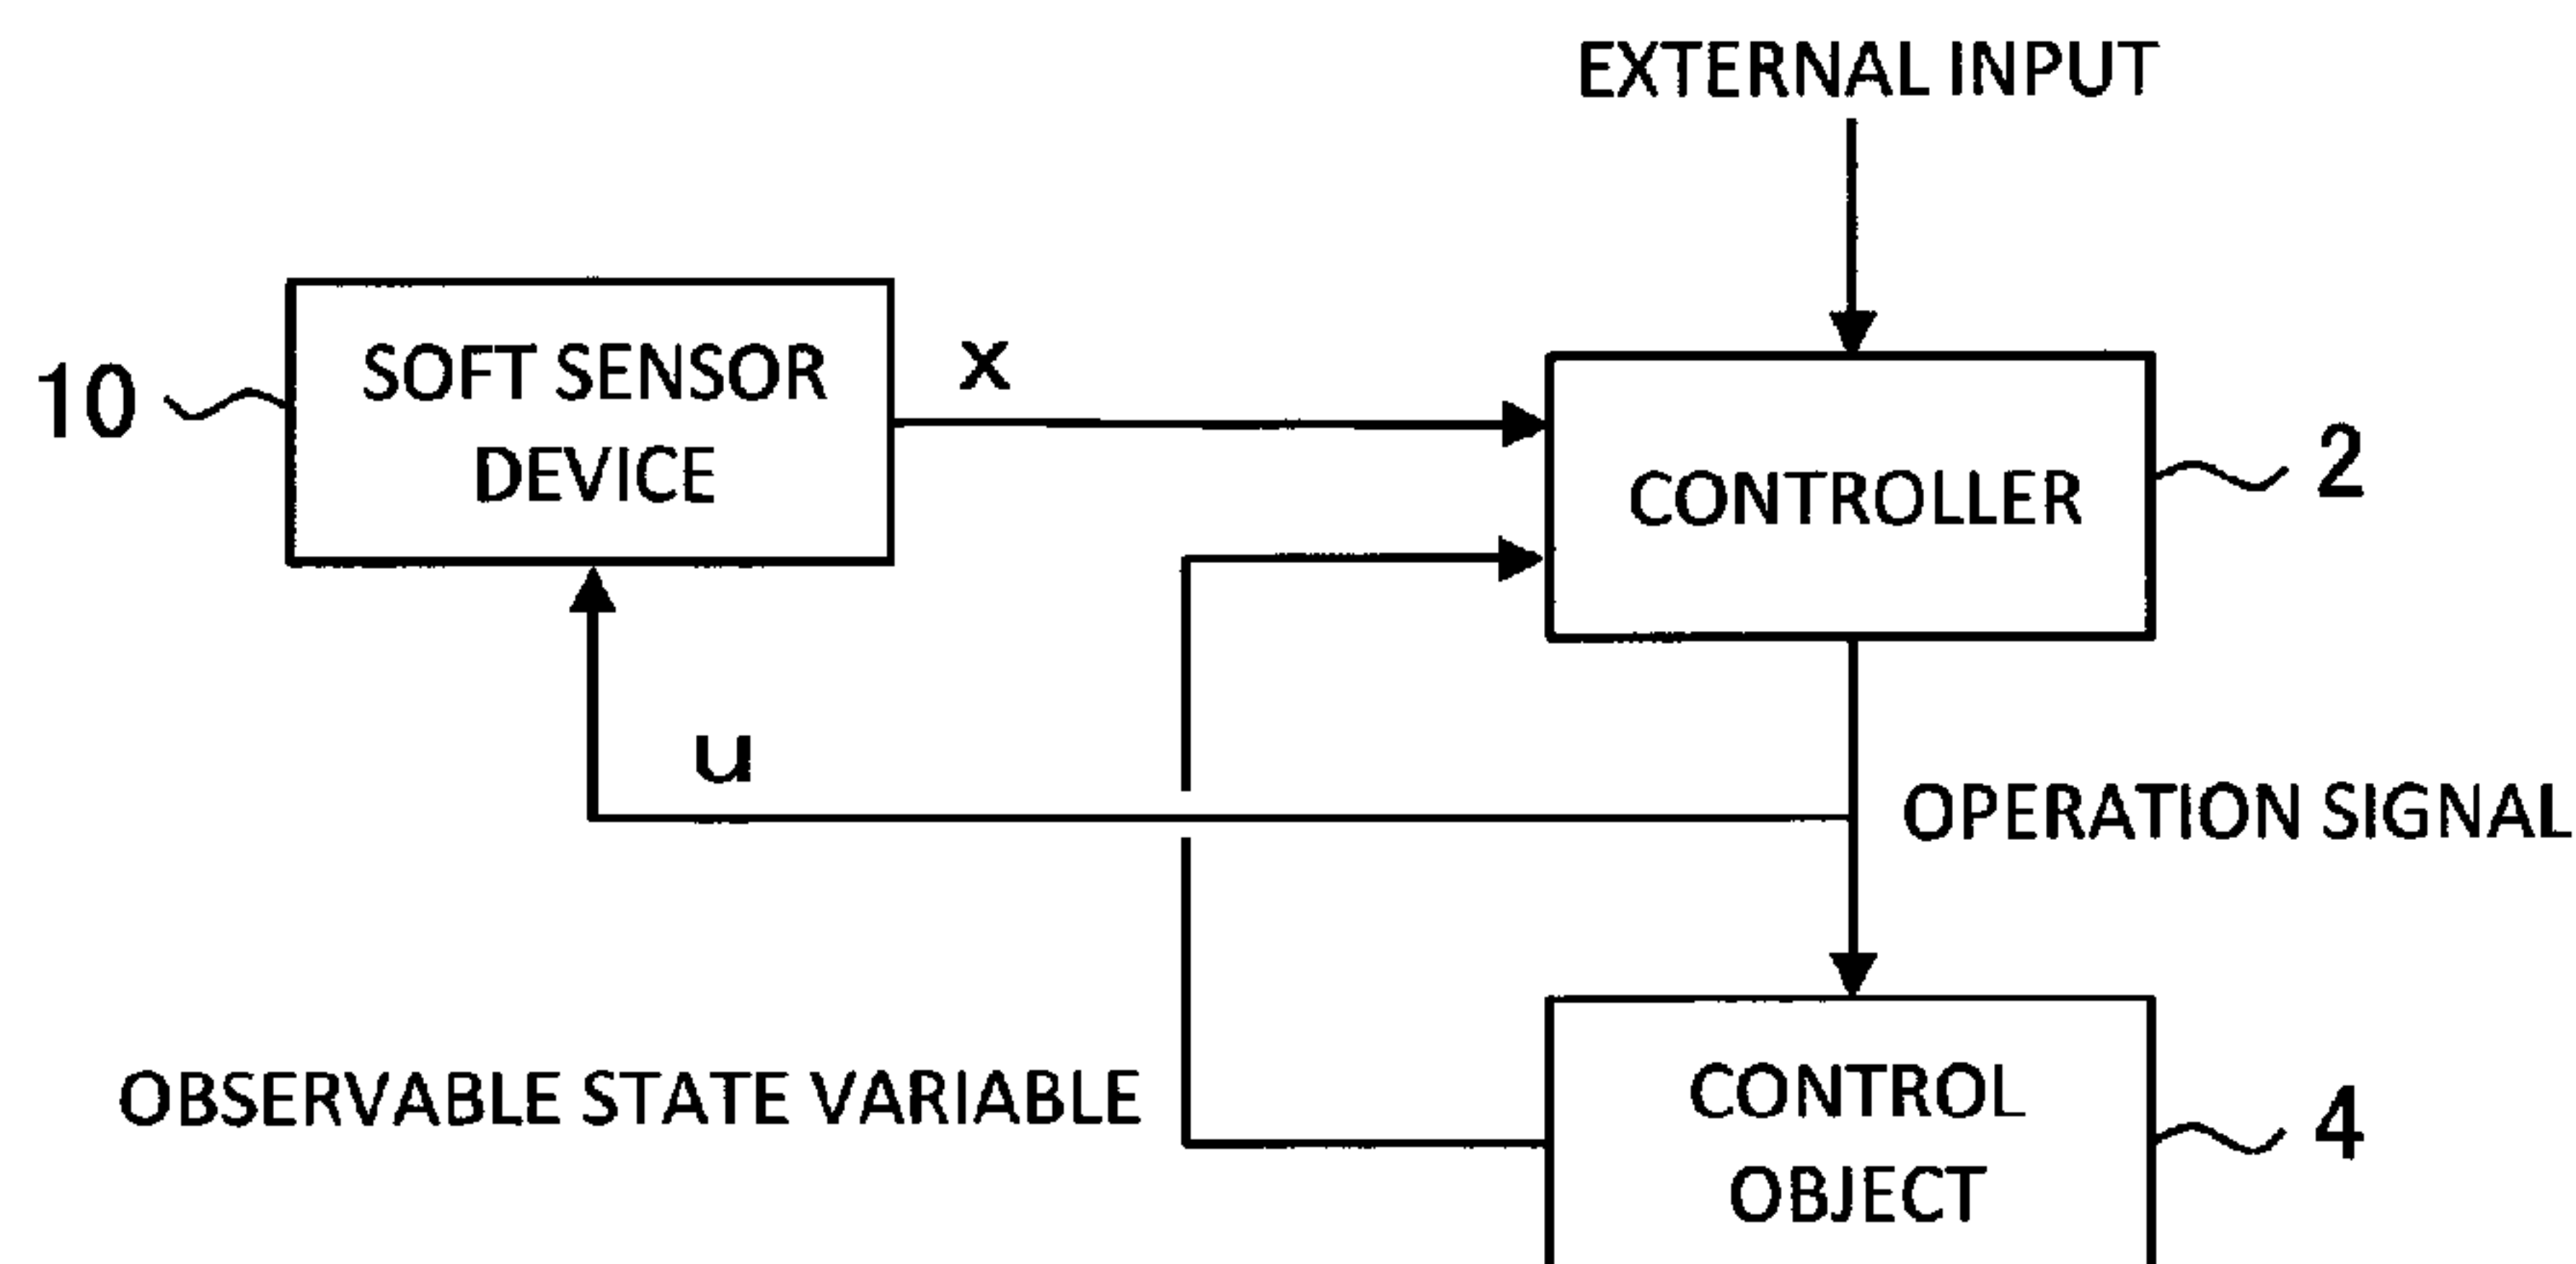 EXTERNAL INPUT
10
SOFT SENSOR
DEVICE
x
CONTROLLER
2
u
OPERATION SIGNAL
OBSERVABLE STATE VARIABLE
CONTROL
OBJECT
4